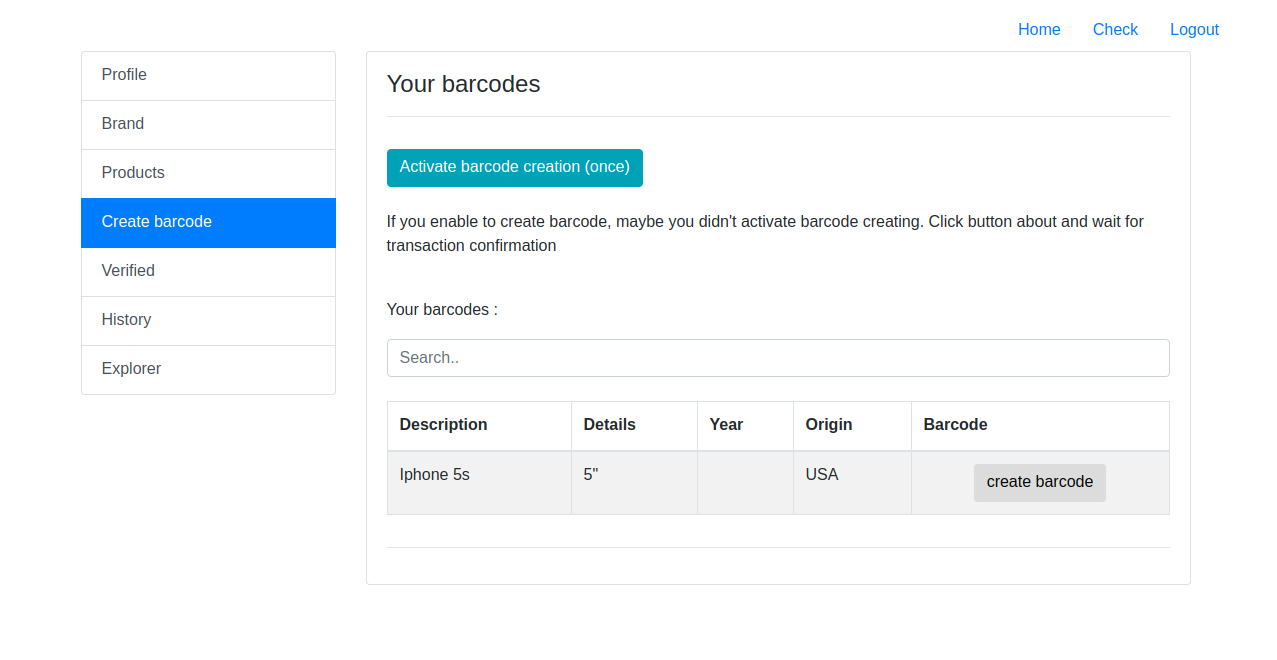 Home Check Logout
Profile
Brand
Products
Create barcode
Verified
History
Explorer
Your barcodes
Activate barcode creation (once)
If you enable to create barcode, maybe you didn't activate barcode creating. Click button about and wait for
transaction confirmation
Your barcodes :
Search..
Description Details Year Origin Barcode
Iphone 5s 5" USA create barcode